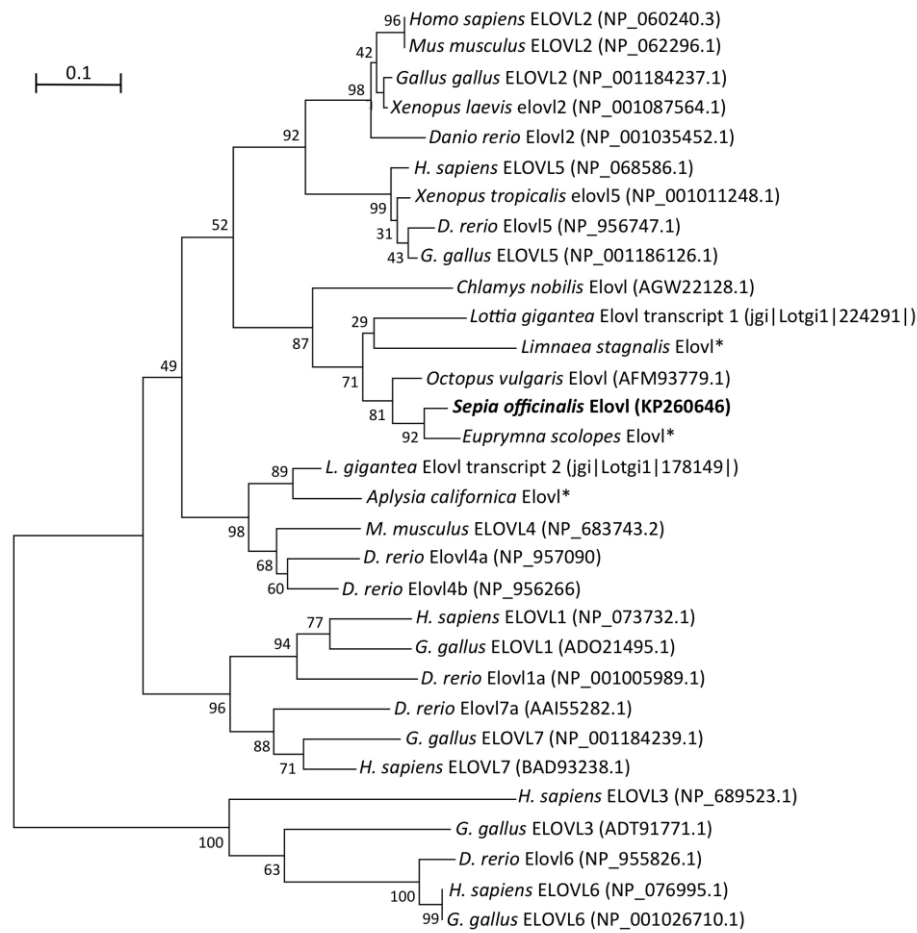 96 Homo sapiens ELOVL2 (NP_060240.3)
Mus musculus ELOVL2 (NP_062296.1)
42
0.1
Gallus gallus ELOVL2 (NP_001184237.1)
98
Xenopus laevis elovl2 (NP_001087564.1)
92
Danio rerio Elovl2 (NP_001035452.1)
H. sapiens ELOVL5 (NP_068586.1)
Xenopus tropicalis elovl5 (NP_001011248.1)
99
52
D. rerio Elovl5 (NP_956747.1)
31
43 G. gallus ELOVL5 (NP_001186126.1)
Chlamys nobilis Elovl (AGW22128.1)
Lottia gigantea Elovl transcript 1 (jgi|Lotgi1|224291|)
29
87
Limnaea stagnalis Elovl*
49
71
Octopus vulgaris Elovl (AFM93779.1)
81
Sepia officinalis Elovl (KP260646)
92
Euprymna scolopes Elovl*
89 L. gigantea Elovl transcript 2 (jgi|Lotgi1|178149|)
Aplysia californica Elovl*
98
M. musculus ELOVL4 (NP_683743.2)
68
D. rerio Elovl4a (NP_957090)
60
D. rerio Elovl4b (NP_956266)
77 H. sapiens ELOVL1 (NP_073732.1)
94
G. gallus ELOVL1 (ADO21495.1)
D. rerio Elovl1a (NP_001005989.1)
96
D. rerio Elovl7a (AAI55282.1)
88
G. gallus ELOVL7 (NP_001184239.1)
71
H. sapiens ELOVL7 (BAD93238.1)
H. sapiens ELOVL3 (NP_689523.1)
100
G. gallus ELOVL3 (ADT91771.1)
63
D. rerio Elovl6 (NP_955826.1)
100
H. sapiens ELOVL6 (NP_076995.1)
99 G. gallus ELOVL6 (NP_001026710.1)